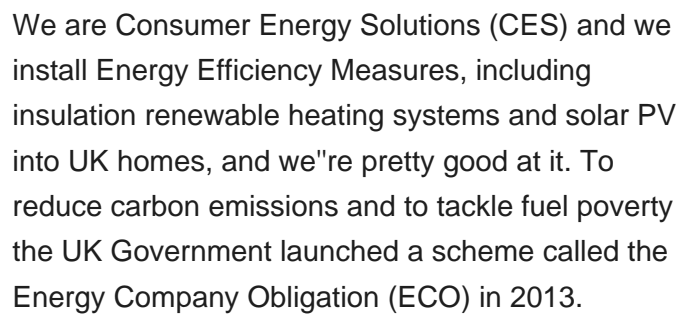 We are Consumer Energy Solutions (CES) and we
install Energy Efficiency Measures, including
insulation renewable heating systems and solar PV
into UK homes, and we"re pretty good at it. To
reduce carbon emissions and to tackle fuel poverty
the UK Government launched a scheme called the
Energy Company Obligation (ECO) in 2013.